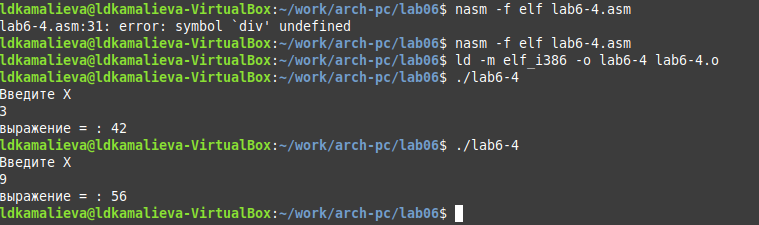 ldkamalieva@ldkamalieva-VirtualBox:~/work/arch-pc/lab06$ nasm -f elf lab6-4.asm
lab6-4.asm:31: error: symbol `div' undefined
ldkamalieva@ldkamalieva-VirtualBox:~/work/arch-pc/lab06$ nasm -f elf lab6-4.asm
ldkamalieva@ldkamalieva-VirtualBox:~/work/arch-pc/lab06$ ld -m elf_i386 -o lab6-4 lab6-4.o
ldkamalieva@ldkamalieva-VirtualBox:~/work/arch-pc/lab06$ ./lab6-4
Введите X
3
выражение = : 42
ldkamalieva@ldkamalieva-VirtualBox:~/work/arch-pc/lab06$ ./lab6-4
Введите X
9
выражение = : 56
ldkamalieva@ldkamalieva-VirtualBox:~/work/arch-pc/lab06$